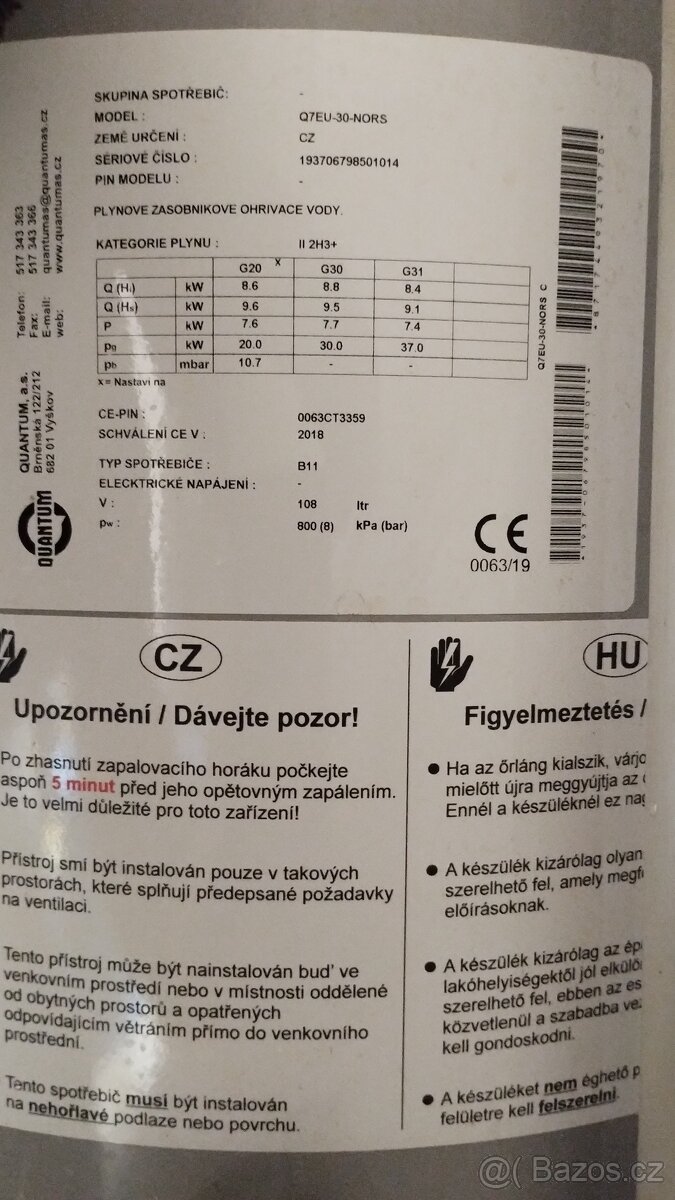 SKUPINA SPOTŘEBIČ: -
MODEL : Q7EU-30-NORS
ZEMĚ URČENÍ : CZ
SÉRIOVÉ ČÍSLO : 193706798501014
PIN MODELU : -
PLYNOVE ZASOBNIKOVE OHRIVACE VODY.
KATEGORIE PLYNU : II 2H3+
G20 x G30 G31
Q (Hi) kW 8.6 8.8 8.4
Q (Hs) kW 9.6 9.5 9.1
P kW 7.6 7.7 7.4
pg kW 20.0 30.0 37.0
pb mbar 10.7 - -
x = Nastavi na
CE-PIN : 0063CT3359
SCHVÁLENÍ CE V : 2018
TYP SPOTŘEBIČE : B11
ELECKTRICKÉ NAPÁJENÍ : -
V : 108 ltr
pw : 800 (8) kPa (bar)
CE
0063/19
Q7EU-30-NORS C
Telefon: 517 343 363
Fax: 517 343 366
E-mail: quantumas@quantumas.cz
web: www.quantumas.cz
QUANTUM, a.s.
Brněnská 122/212
682 01 Vyškov
QUANTUM
CZ
Upozornění / Dávejte pozor!
Po zhasnutí zapalovacího horáku počkejte
aspoň 5 minut před jeho opětovným zapálením.
Je to velmi důležité pro toto zařízení!
Přístroj smí být instalován pouze v takových
prostorách, které splňují předepsané požadavky
na ventilaci.
Tento přístroj může být nainstalován buď ve
venkovním prostředí nebo v místnosti oddělené
od obytných prostorů a opatřených
odpovídajícím větráním přímo do venkovního
prostřední.
Tento spotřebič musí být instalován
na nehořlavé podlaze nebo povrchu.
HU
Figyelmeztetés /
● Ha az őrláng kialszik, várjo
mielőtt újra meggyújtja az
Ennél a készüléknél ez nag
● A készülék kizárólag olyan
szerelhető fel, amely megf
előírásoknak.
● A készülék kizárólag az ép
lakóhelyiségektől jól elkülö
szerelhető fel, ebben az es
közvetlenül a szabadba ve
kell gondoskodni.
● A készüléket nem éghető p
felületre kell felszerelni.
@( Bazos.cz